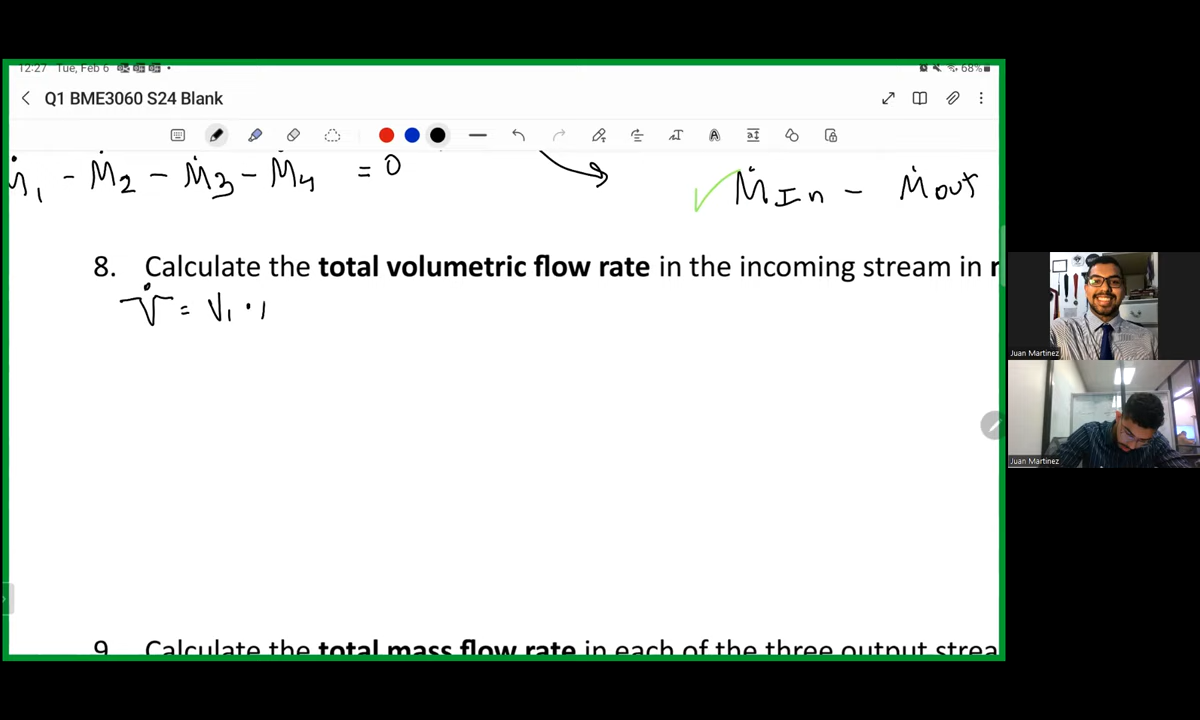 12:27 Tue, Feb 6 68%
Q1 BME3060 S24 Blank
Ṁ1 - Ṁ2 - Ṁ3 - Ṁ4 = 0
ṀIn - Ṁout
8. Calculate the total volumetric flow rate in the incoming stream in
V̇ = V1 ·
9. Calculate the total mass flow rate in each of the three output strea
Juan Martinez
Juan Martinez